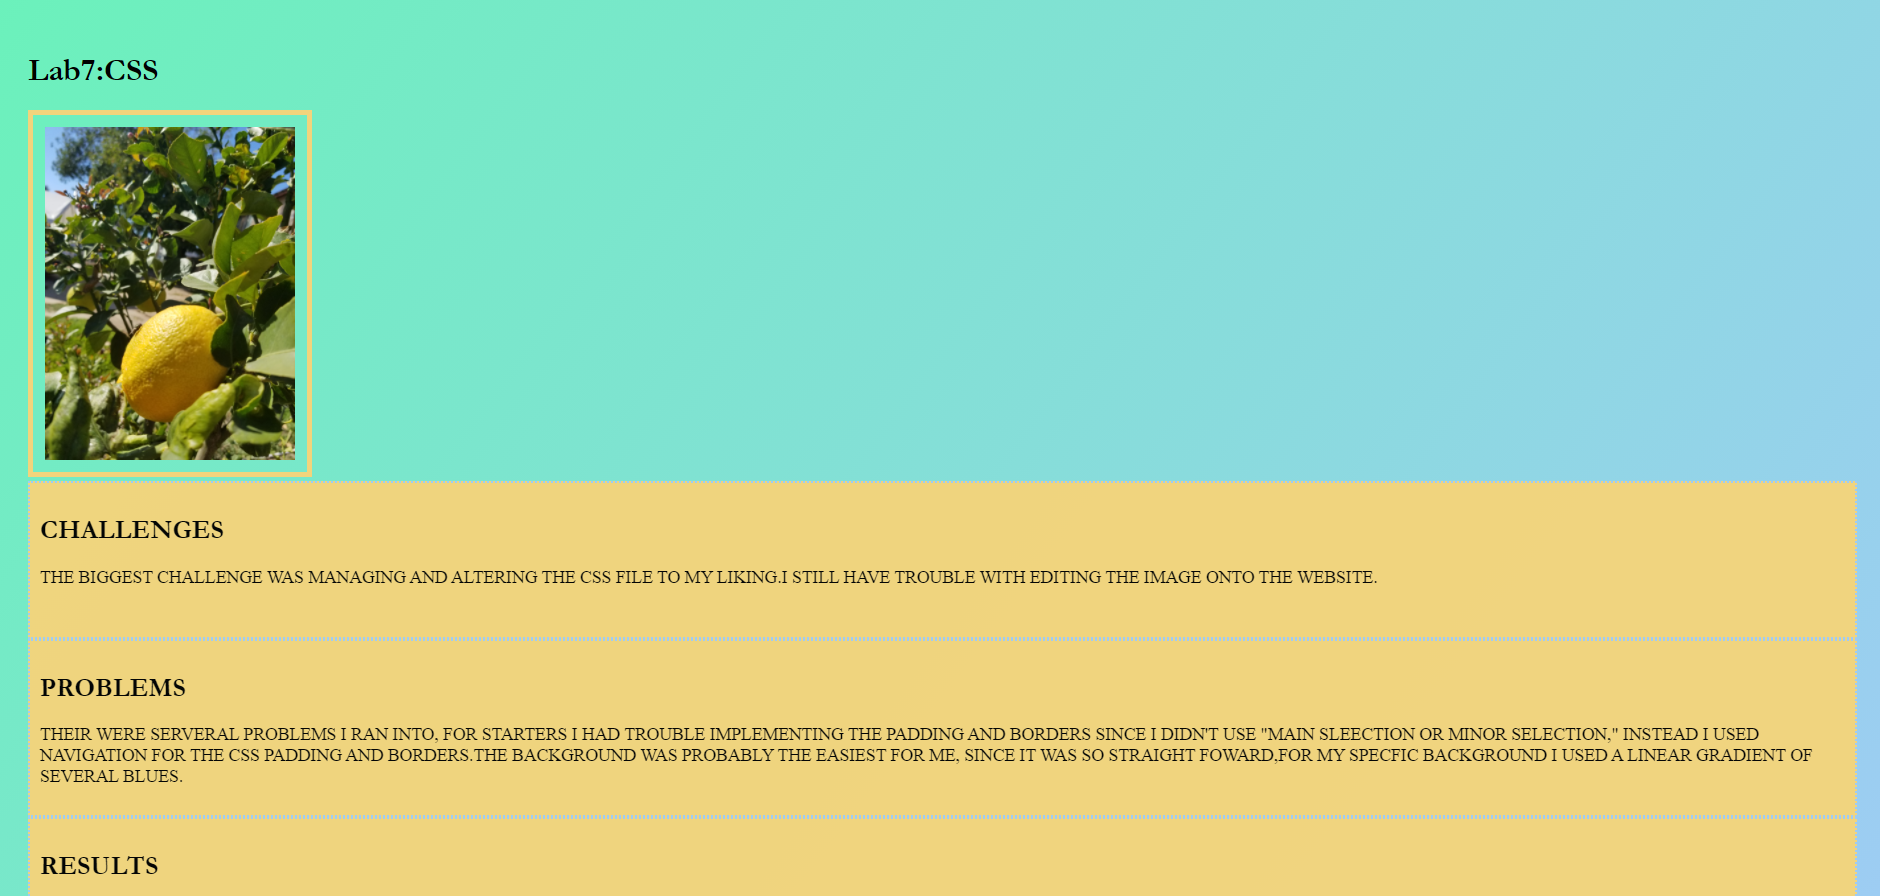 Lab7:CSS
CHALLENGES
THE BIGGEST CHALLENGE WAS MANAGING AND ALTERING THE CSS FILE TO MY LIKING.I STILL HAVE TROUBLE WITH EDITING THE IMAGE ONTO THE WEBSITE.
PROBLEMS
THEIR WERE SERVERAL PROBLEMS I RAN INTO, FOR STARTERS I HAD TROUBLE IMPLEMENTING THE PADDING AND BORDERS SINCE I DIDN'T USE "MAIN SLEECTION OR MINOR SELECTION," INSTEAD I USED
NAVIGATION FOR THE CSS PADDING AND BORDERS.THE BACKGROUND WAS PROBABLY THE EASIEST FOR ME, SINCE IT WAS SO STRAIGHT FOWARD,FOR MY SPECFIC BACKGROUND I USED A LINEAR GRADIENT OF
SEVERAL BLUES.
RESULTS